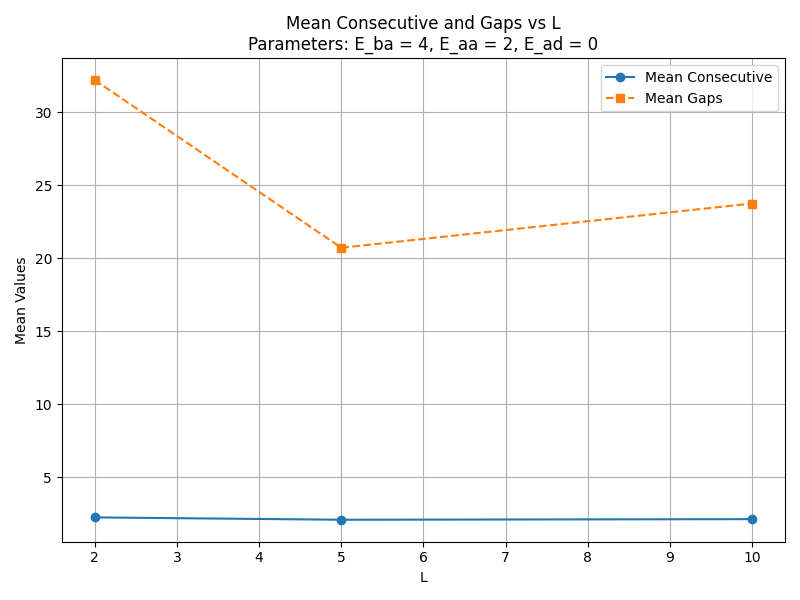 Mean Consecutive and Gaps vs L
Parameters: E_ba = 4, E_aa = 2, E_ad = 0
Mean Consecutive
Mean Gaps
Mean Values
30
25
20
15
10
5
2 3 4 5 6 7 8 9 10
L